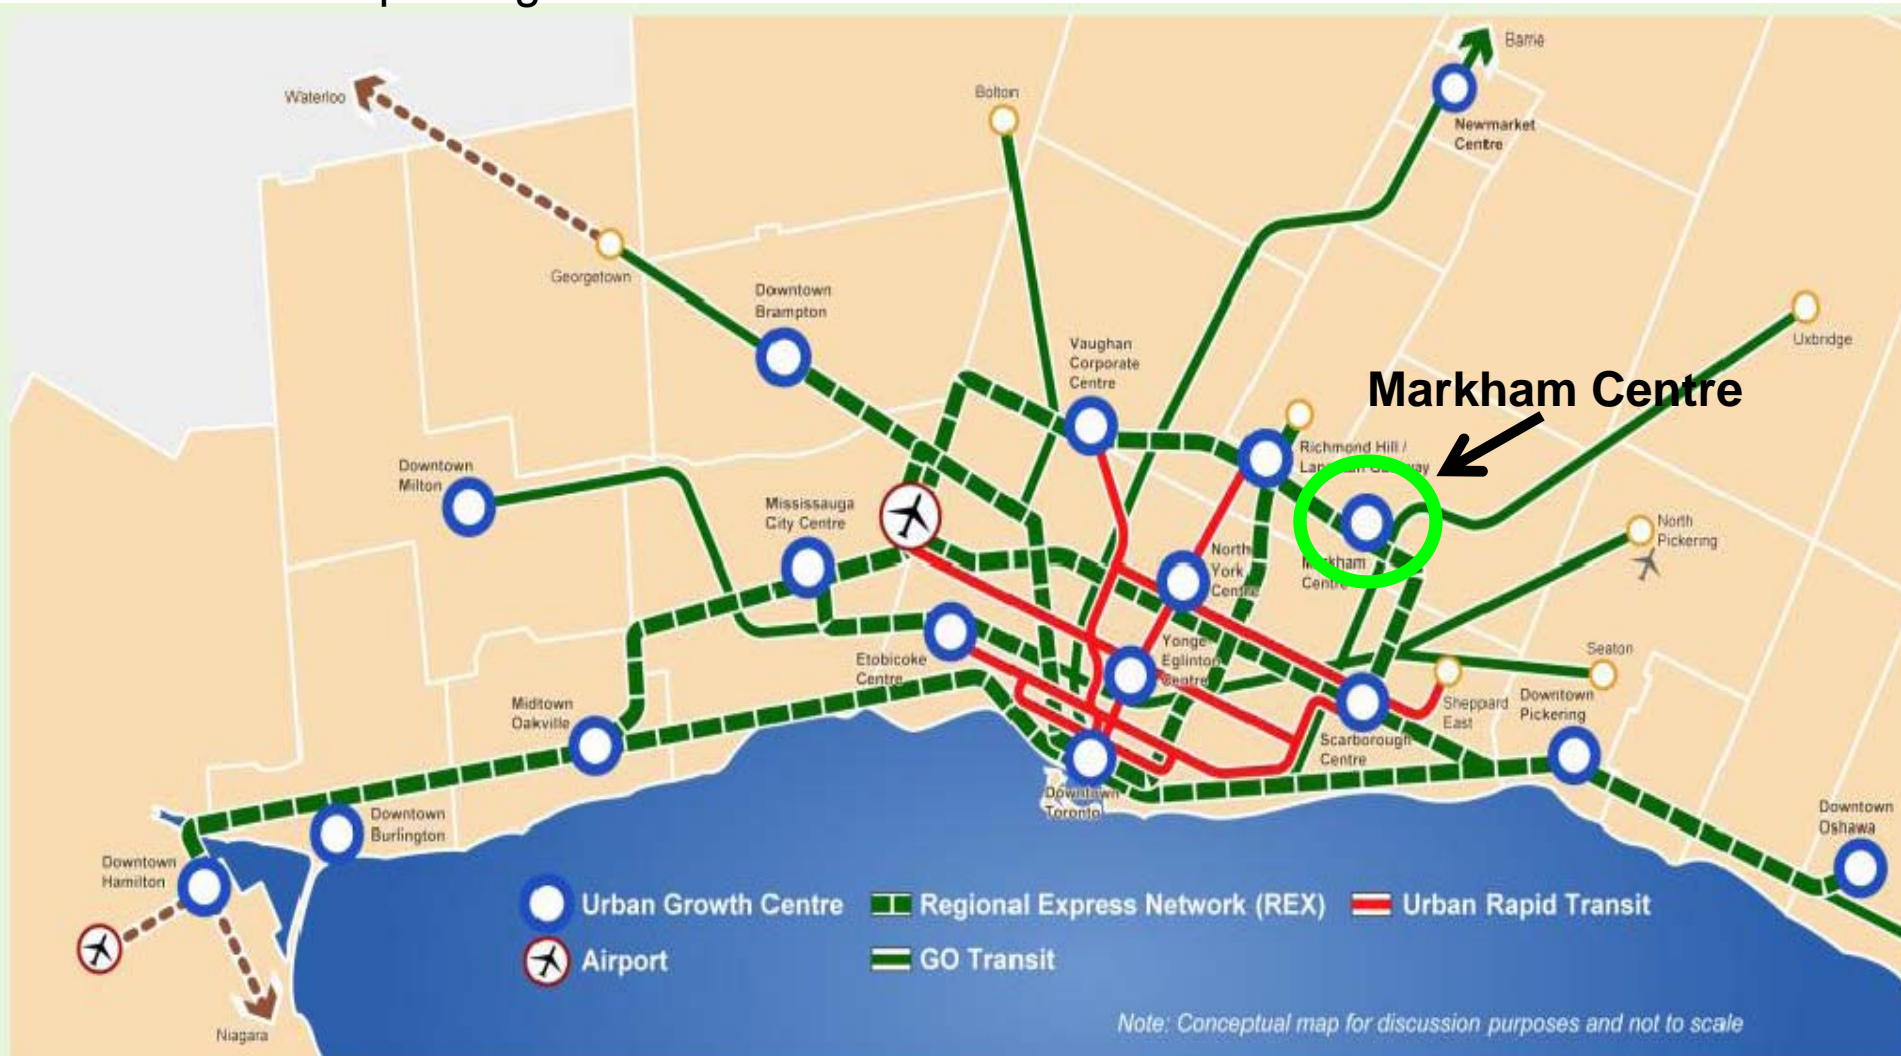 Barrie
Waterloo
Bolton
Newmarket
Centre
Georgetown
Downtown
Brampton
Uxbridge
Vaughan
Corporate
Centre
Markham Centre
Richmond Hill /
Downtown
Milton
Mississauga
City Centre
North
Pickering
North
York
Centre
Markham
Centre
Yonge
Eglinton
Centre
Etobicoke
Centre
Seaton
Midtown
Oakville
Sheppard
East
Downtown
Pickering
Scarborough
Centre
Downtown
Toronto
Downtown
Burlington
Downtown
Oshawa
Downtown
Hamilton
Urban Growth Centre
Regional Express Network (REX)
Urban Rapid Transit
Airport
GO Transit
Niagara
Note: Conceptual map for discussion purposes and not to scale